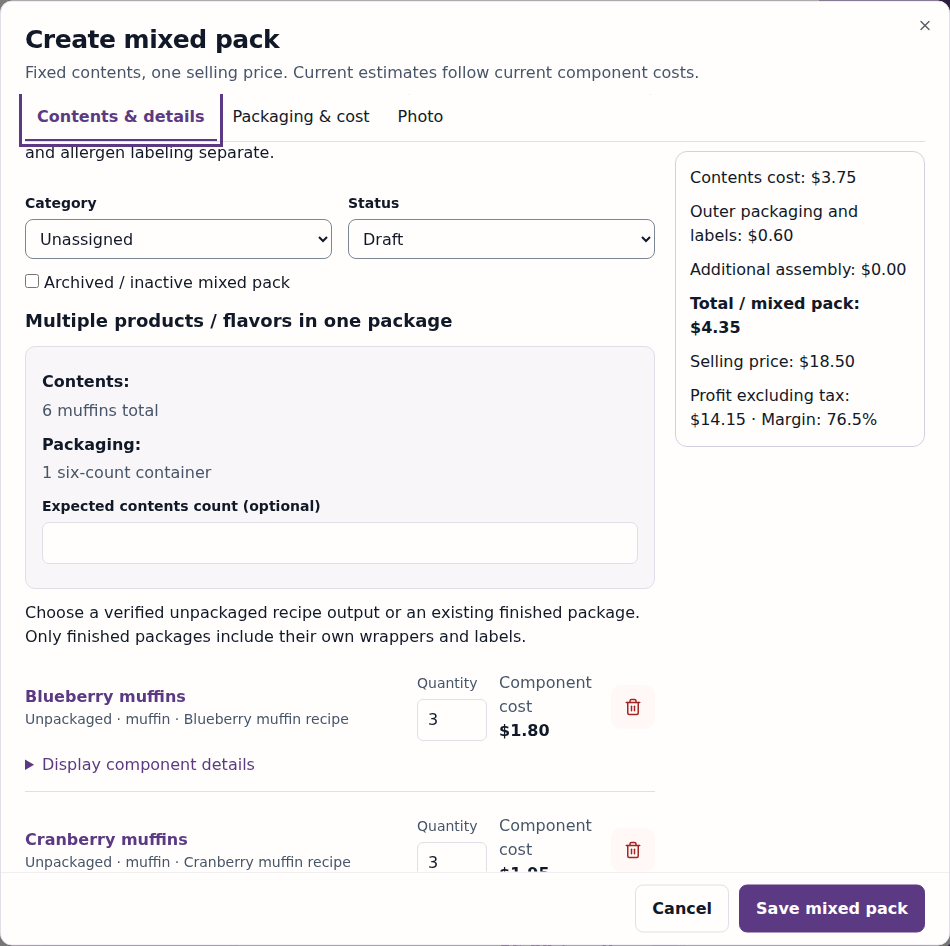 Create mixed pack
×
Fixed contents, one selling price. Current estimates follow current component costs.
Contents & details
Packaging & cost
Photo
and allergen labeling separate.
Category
Status
Unassigned
Draft
Archived / inactive mixed pack
Multiple products / flavors in one package
Contents:
6 muffins total
Packaging:
1 six-count container
Expected contents count (optional)
Choose a verified unpackaged recipe output or an existing finished package.
Only finished packages include their own wrappers and labels.
Blueberry muffins
Unpackaged · muffin · Blueberry muffin recipe
Quantity
3
Component
cost
$1.80
Display component details
Cranberry muffins
Unpackaged · muffin · Cranberry muffin recipe
Quantity
3
Component
cost
$1.95
Contents cost: $3.75
Outer packaging and
labels: $0.60
Additional assembly: $0.00
Total / mixed pack:
$4.35
Selling price: $18.50
Profit excluding tax:
$14.15 · Margin: 76.5%
Cancel
Save mixed pack